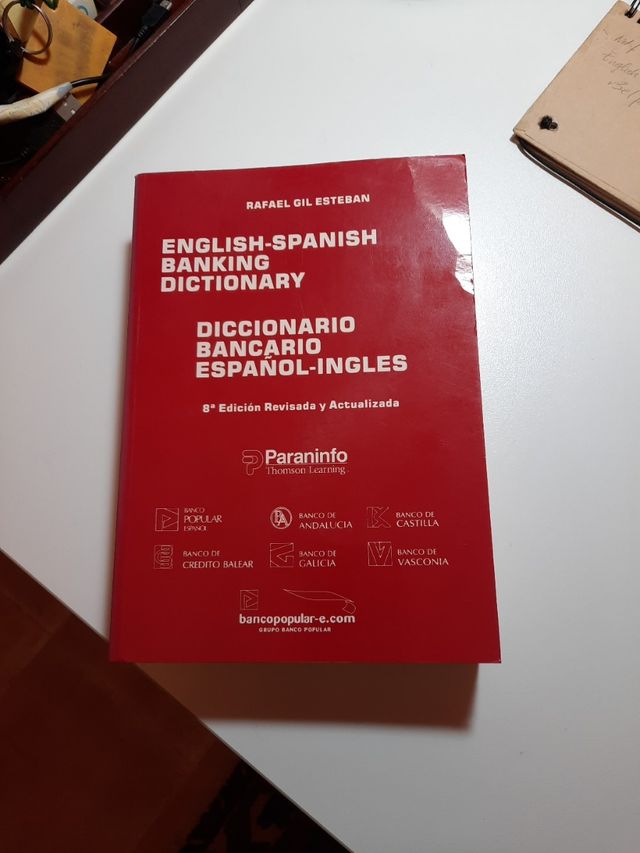 RAFAEL GIL ESTEBAN
ENGLISH-SPANISH
BANKING
DICTIONARY
DICCIONARIO
BANCARIO
ESPAÑOL-INGLES
8ª Edición Revisada y Actualizada
Paraninfo
Thomson Learning
BANCO
POPULAR
ESPAÑOL
BANCO DE
ANDALUCIA
BANCO DE
CASTILLA
BANCO DE
CREDITO BALEAR
BANCO DE
GALICIA
BANCO DE
VASCONIA
bancopopular-e.com
GRUPO BANCO POPULAR
English